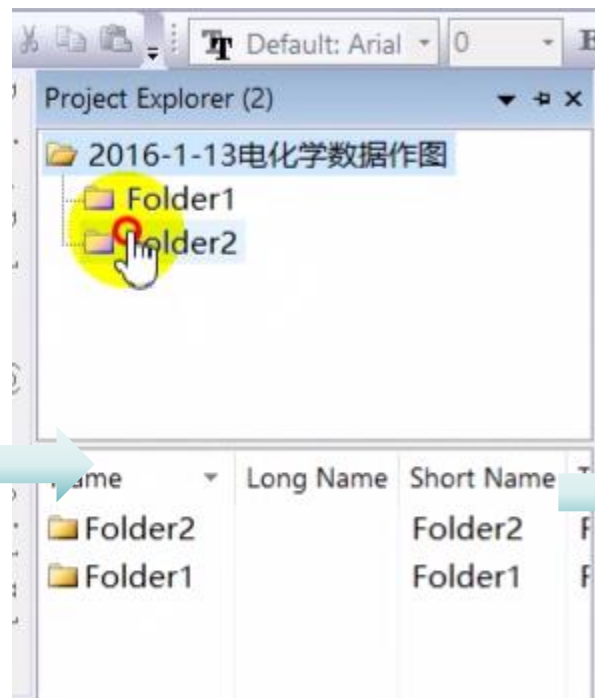 Default: Arial 0
Project Explorer (2)
2016-1-13电化学数据作图
Folder1
Folder2
Name Long Name Short Name
Folder2 Folder2
Folder1 Folder1